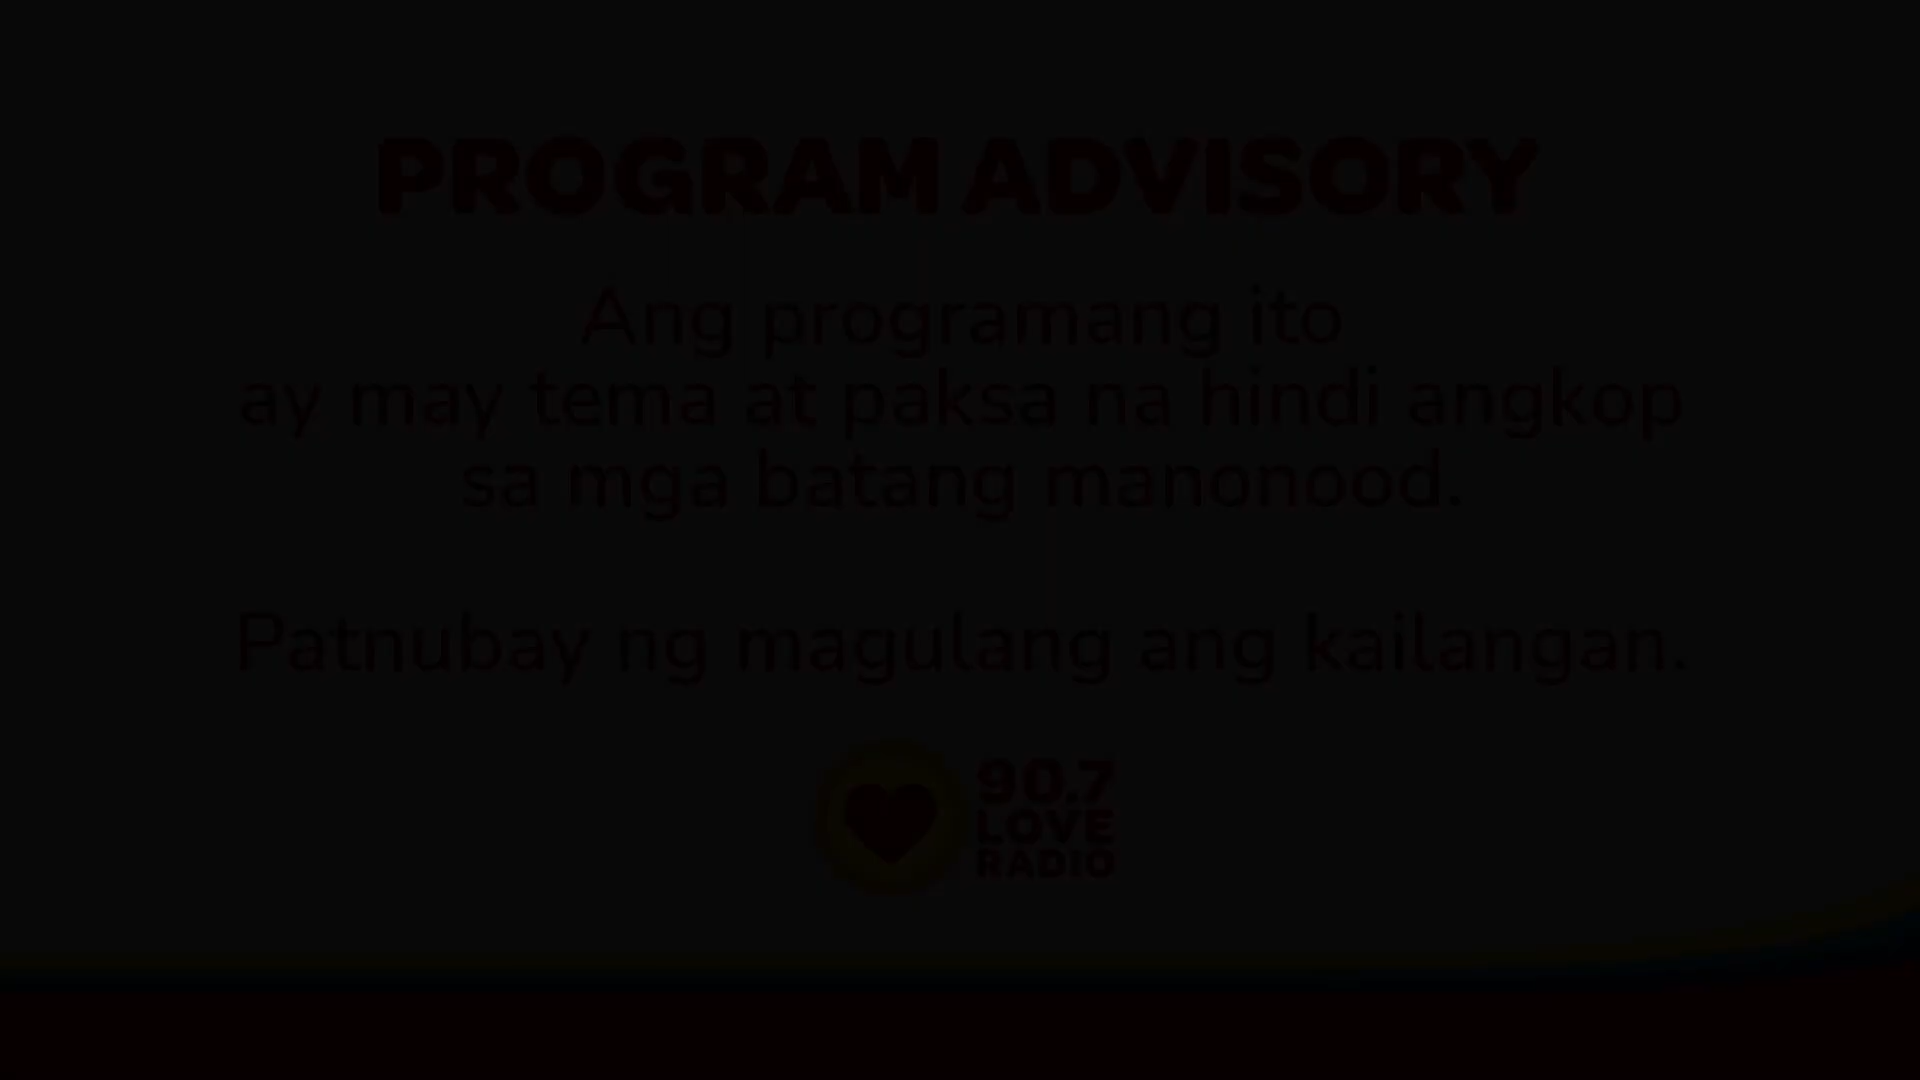 PROGRAM ADVISORY
Ang programang ito
ay may tema at paksa na hindi angkop
sa mga batang manonood.
Patnubay ng magulang ang kailangan.
90.7
LOVE
RADIO